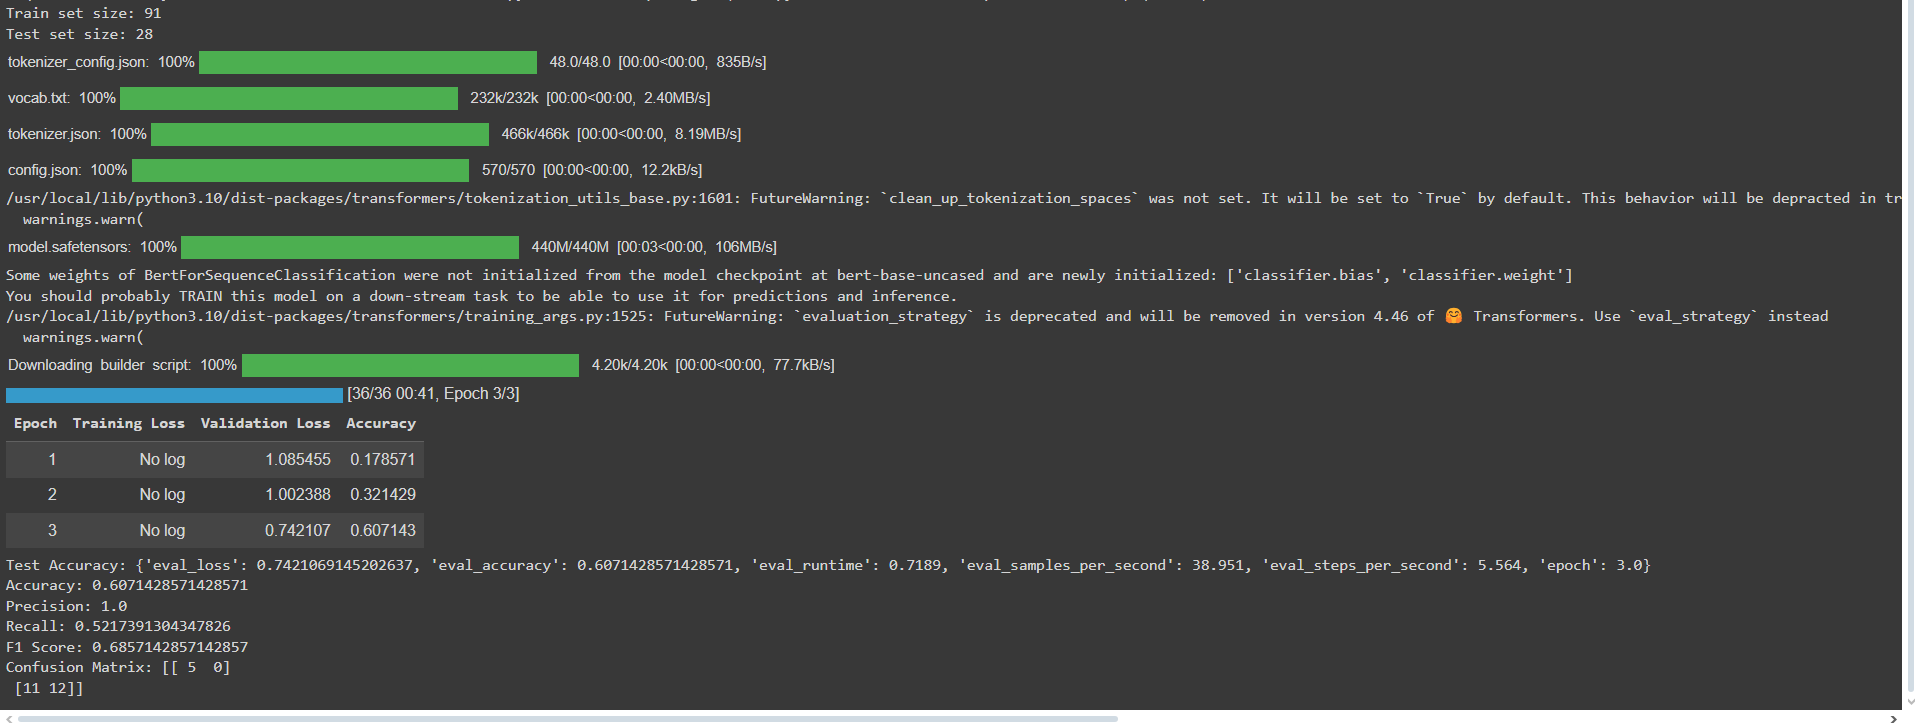 Train set size: 91
Test set size: 28
tokenizer_config.json: 100% 48.0/48.0 [00:00<00:00, 835B/s]
vocab.txt: 100% 232k/232k [00:00<00:00, 2.40MB/s]
tokenizer.json: 100% 466k/466k [00:00<00:00, 8.19MB/s]
config.json: 100% 570/570 [00:00<00:00, 12.2kB/s]
/usr/local/lib/python3.10/dist-packages/transformers/tokenization_utils_base.py:1601: FutureWarning: `clean_up_tokenization_spaces` was not set. It will be set to `True` by default. This behavior will be depracted in tr
warnings.warn(
model.safetensors: 100% 440M/440M [00:03<00:00, 106MB/s]
Some weights of BertForSequenceClassification were not initialized from the model checkpoint at bert-base-uncased and are newly initialized: ['classifier.bias', 'classifier.weight']
You should probably TRAIN this model on a down-stream task to be able to use it for predictions and inference.
/usr/local/lib/python3.10/dist-packages/transformers/training_args.py:1525: FutureWarning: `evaluation_strategy` is deprecated and will be removed in version 4.46 of 🤗 Transformers. Use `eval_strategy` instead
warnings.warn(
Downloading builder script: 100% 4.20k/4.20k [00:00<00:00, 77.7kB/s]
[36/36 00:41, Epoch 3/3]
Epoch Training Loss Validation Loss Accuracy
1 No log 1.085455 0.178571
2 No log 1.002388 0.321429
3 No log 0.742107 0.607143
Test Accuracy: {'eval_loss': 0.7421069145202637, 'eval_accuracy': 0.6071428571428571, 'eval_runtime': 0.7189, 'eval_samples_per_second': 38.951, 'eval_steps_per_second': 5.564, 'epoch': 3.0}
Accuracy: 0.6071428571428571
Precision: 1.0
Recall: 0.5217391304347826
F1 Score: 0.6857142857142857
Confusion Matrix: [[ 5  0]
[11 12]]